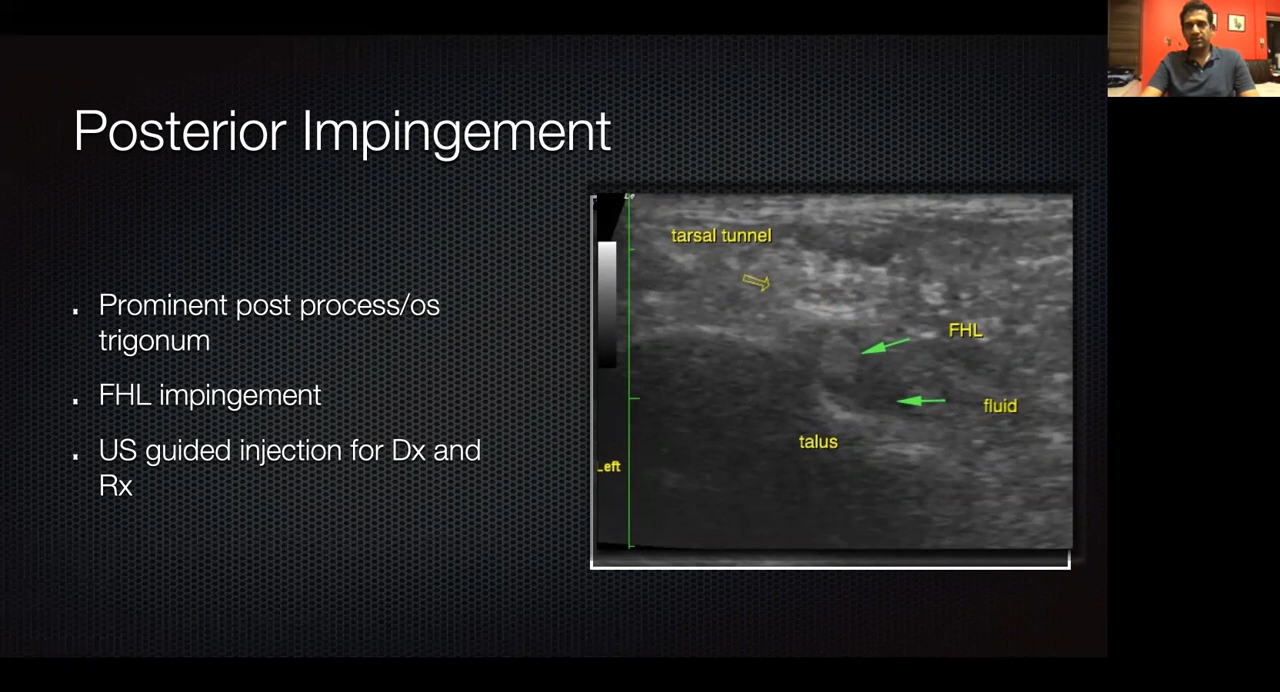 Posterior Impingement
Prominent post process/os
trigonum
FHL impingement
US guided injection for Dx and
Rx
tarsal tunnel
FHL
fluid
talus
Left